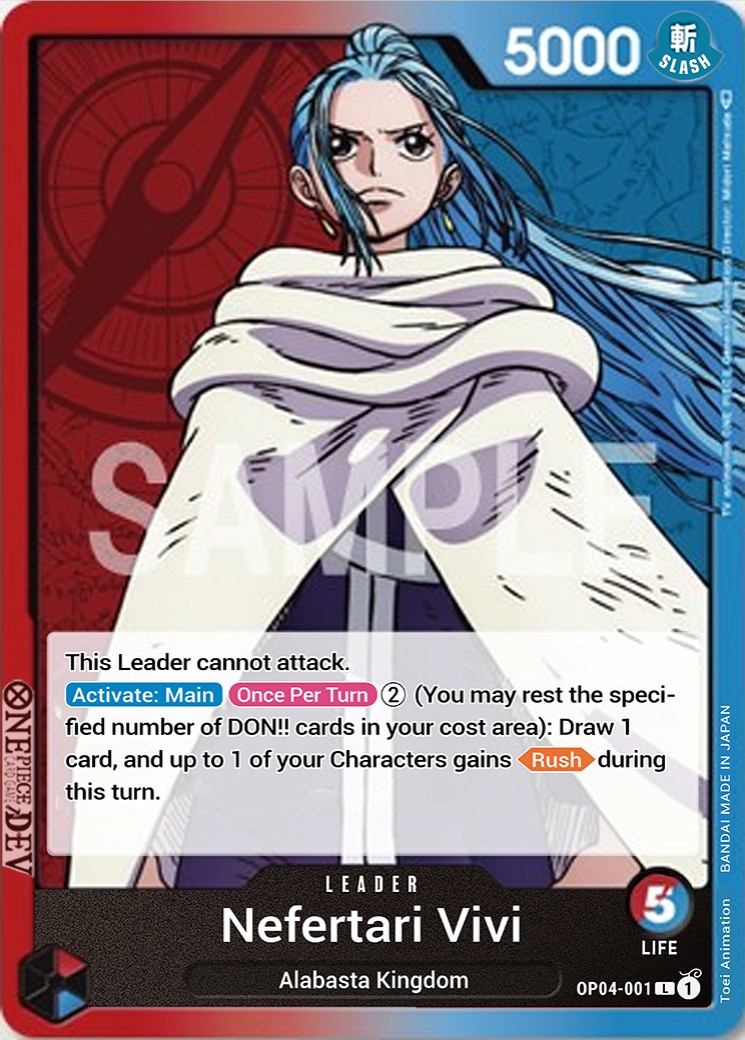 5000
斬
SLASH
SAMPLE
This Leader cannot attack.
Activate: Main Once Per Turn ② (You may rest the speci-
fied number of DON!! cards in your cost area): Draw 1
card, and up to 1 of your Characters gains Rush during
this turn.
ONE PIECE
CARD GAME
DEV
LEADER
Nefertari Vivi
Alabasta Kingdom
5
LIFE
OP04-001 L 1
Toei Animation BANDAI MADE IN JAPAN